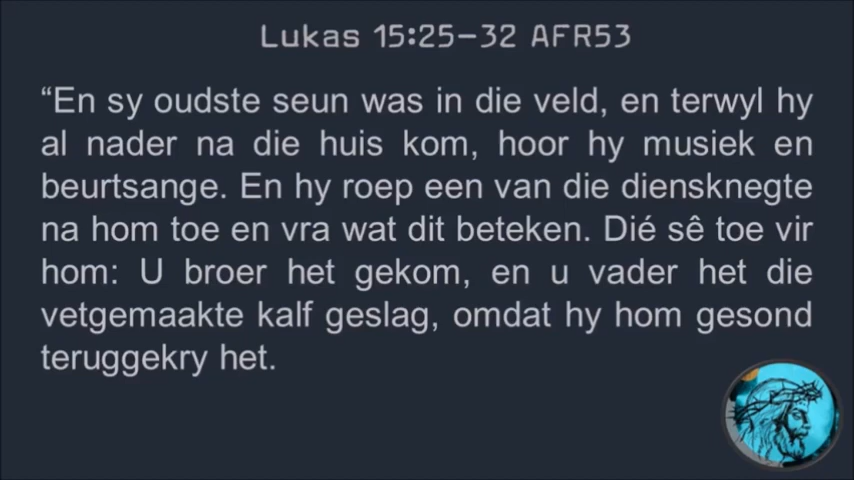 Lukas 15:25–32 AFR53
“En sy oudste seun was in die veld, en terwyl hy
al nader na die huis kom, hoor hy musiek en
beurtsange. En hy roep een van die diensknegte
na hom toe en vra wat dit beteken. Dié sê toe vir
hom: U broer het gekom, en u vader het die
vetgemaakte kalf geslag, omdat hy hom gesond
teruggekry het.